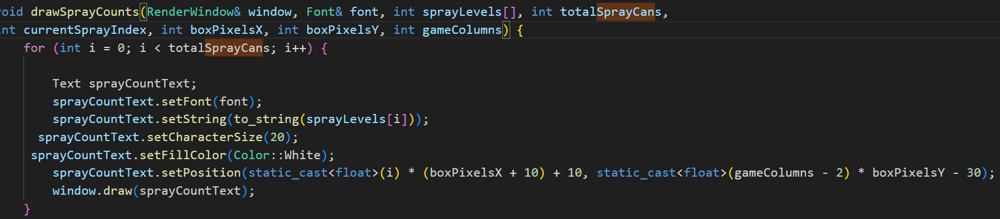 void drawSprayCounts(RenderWindow& window, Font& font, int sprayLevels[], int totalSprayCans,
int currentSprayIndex, int boxPixelsX, int boxPixelsY, int gameColumns) {
for (int i = 0; i < totalSprayCans; i++) {
Text sprayCountText;
sprayCountText.setFont(font);
sprayCountText.setString(to_string(sprayLevels[i]));
sprayCountText.setCharacterSize(20);
sprayCountText.setFillColor(Color::White);
sprayCountText.setPosition(static_cast<float>(i) * (boxPixelsX + 10) + 10, static_cast<float>(gameColumns - 2) * boxPixelsY - 30);
window.draw(sprayCountText);
}